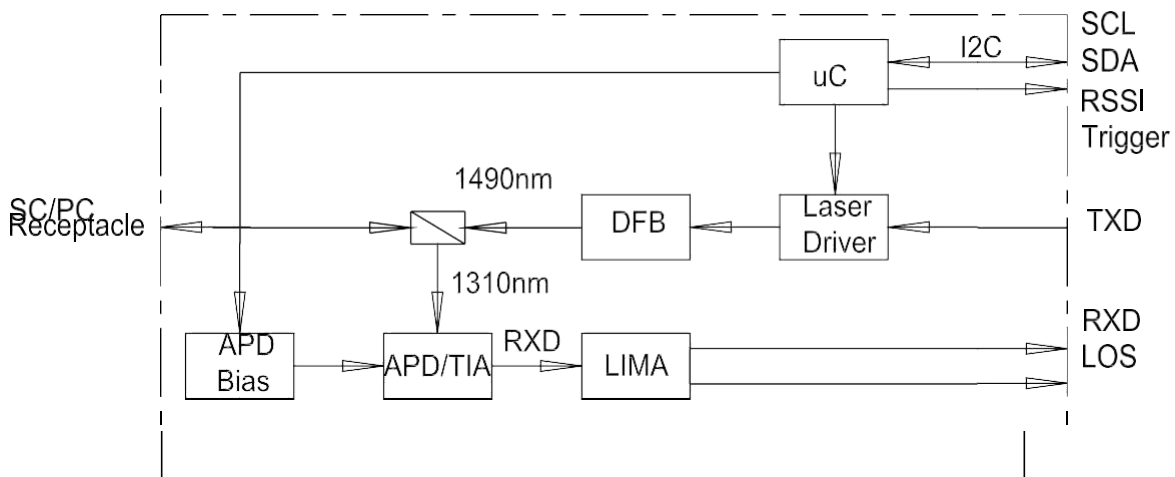 SCL
I2C
SDA
uC
RSSI
Trigger
1490nm
SC/PC
Receptacle
DFB
Laser
Driver
TXD
1310nm
APD
Bias
APD/TIA
RXD
LIMA
RXD
LOS